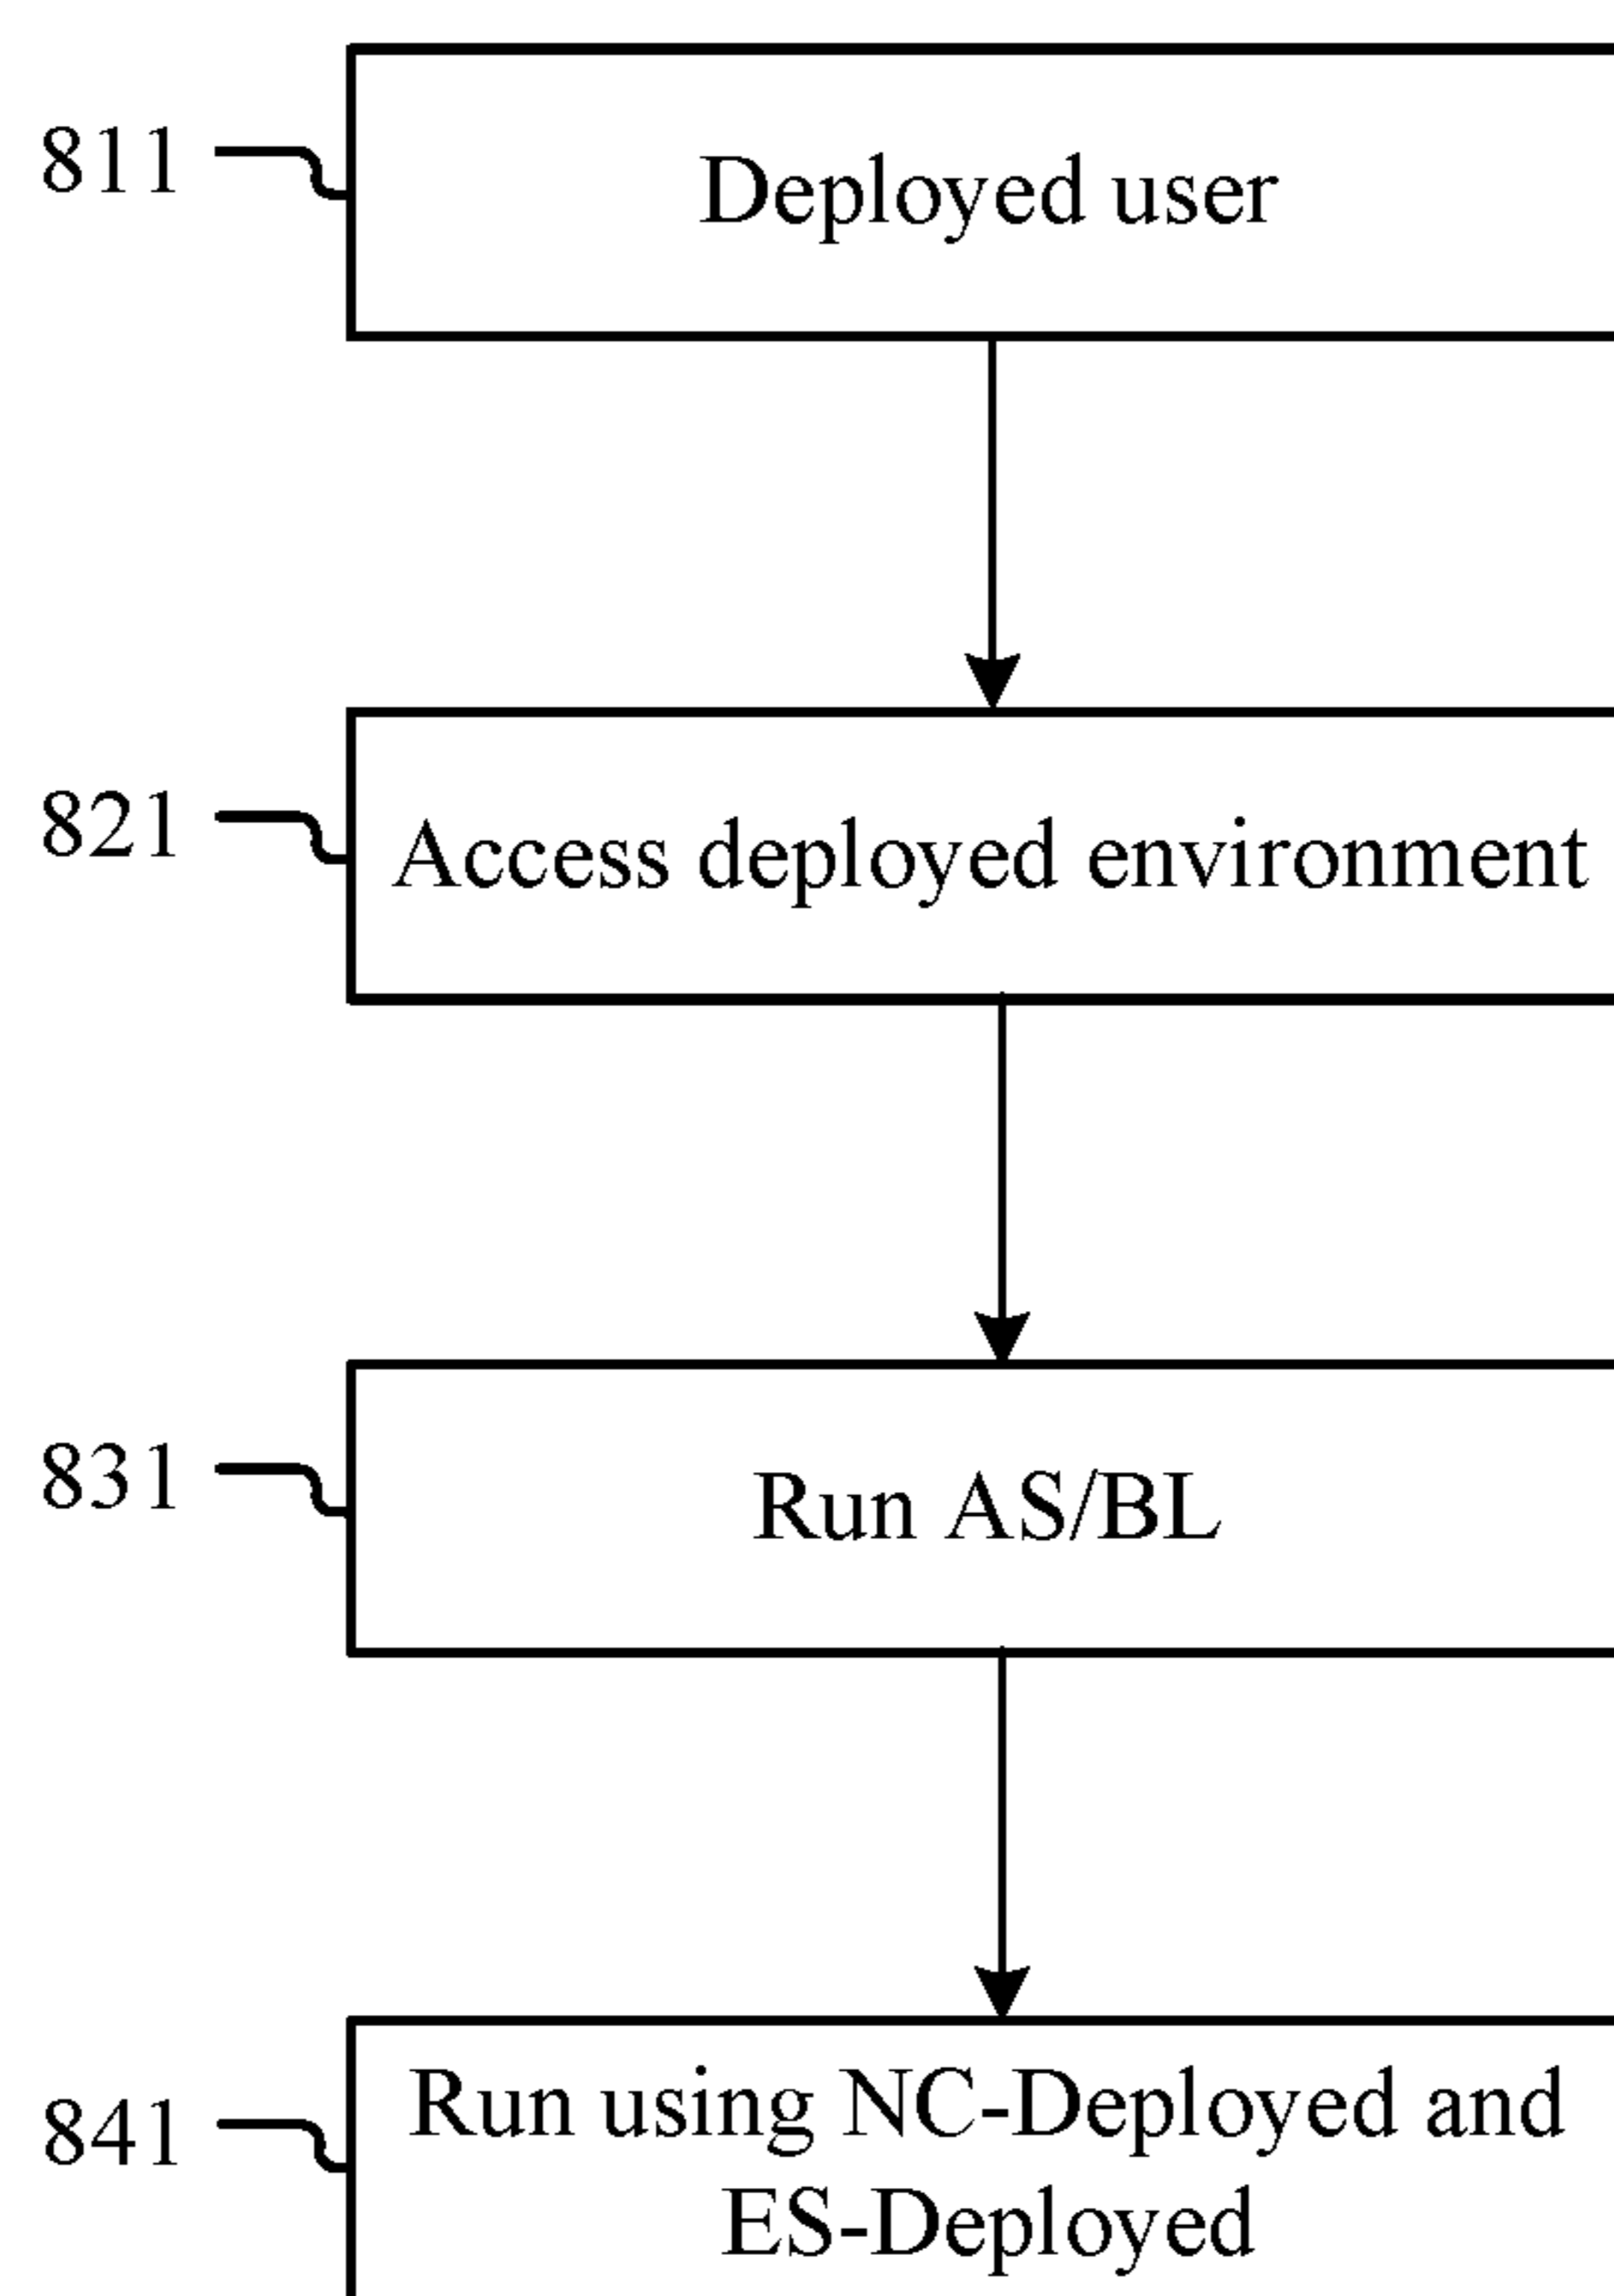 811
Deployed user
821
Access deployed environment
831
Run AS/BL
841
Run using NC-Deployed and
ES-Deployed